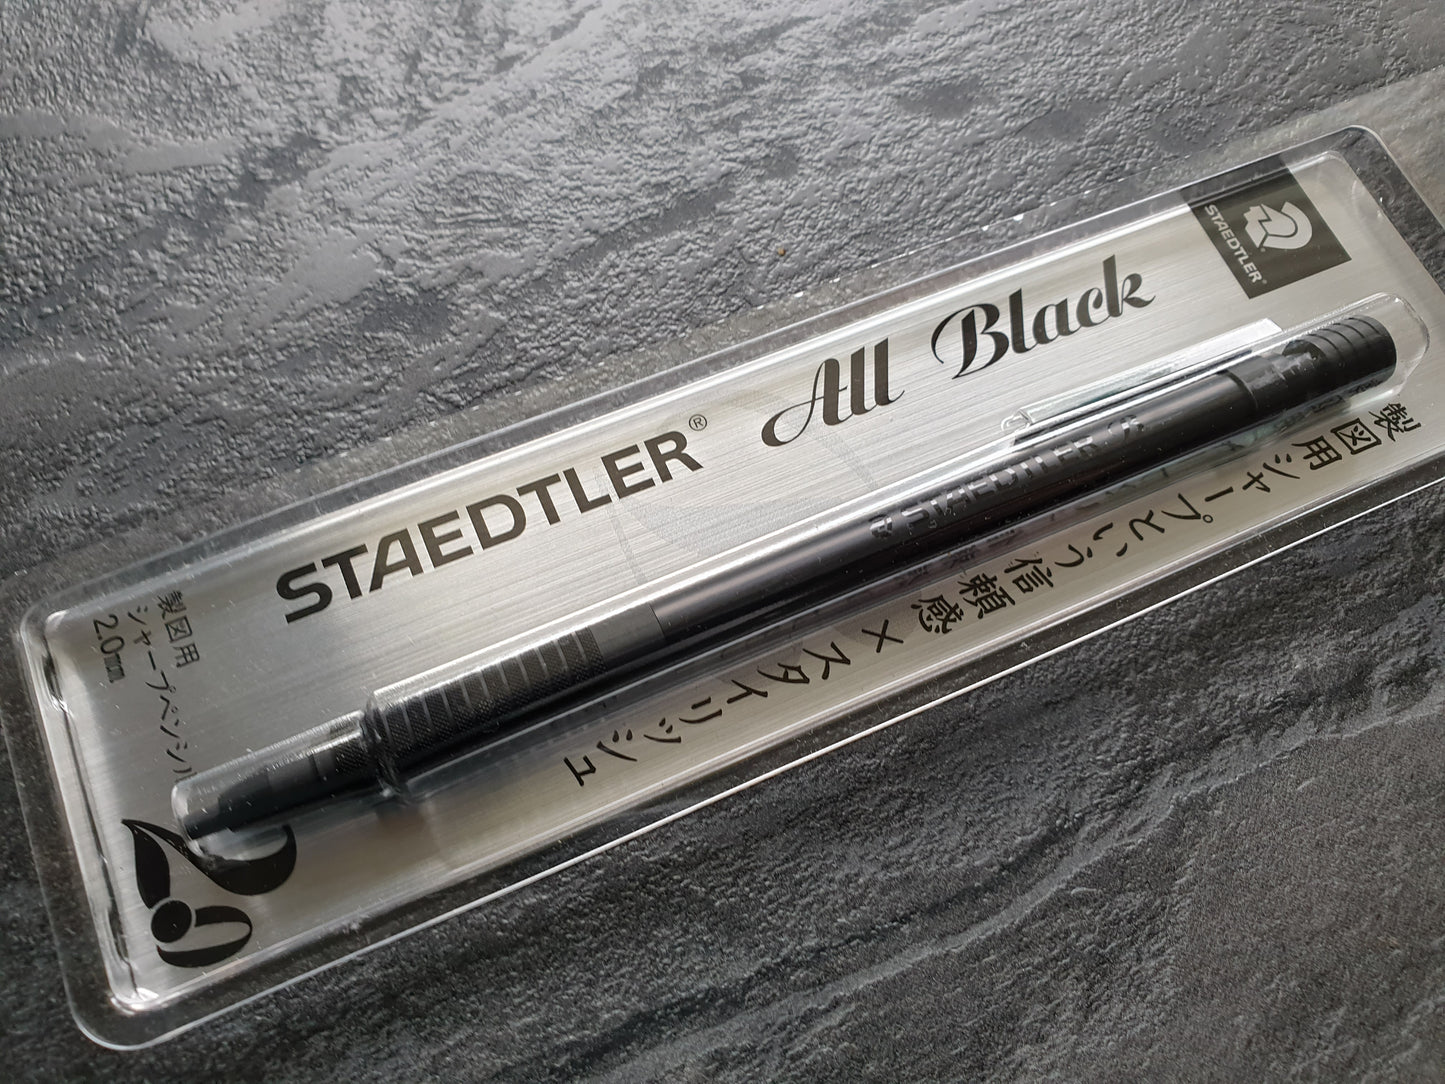 STAEDTLER
STAEDTLER® All Black
製図用
シャープペンシル
2.0mm
製図用シャープという信頼感×スタイリッシュ
STAEDTLER